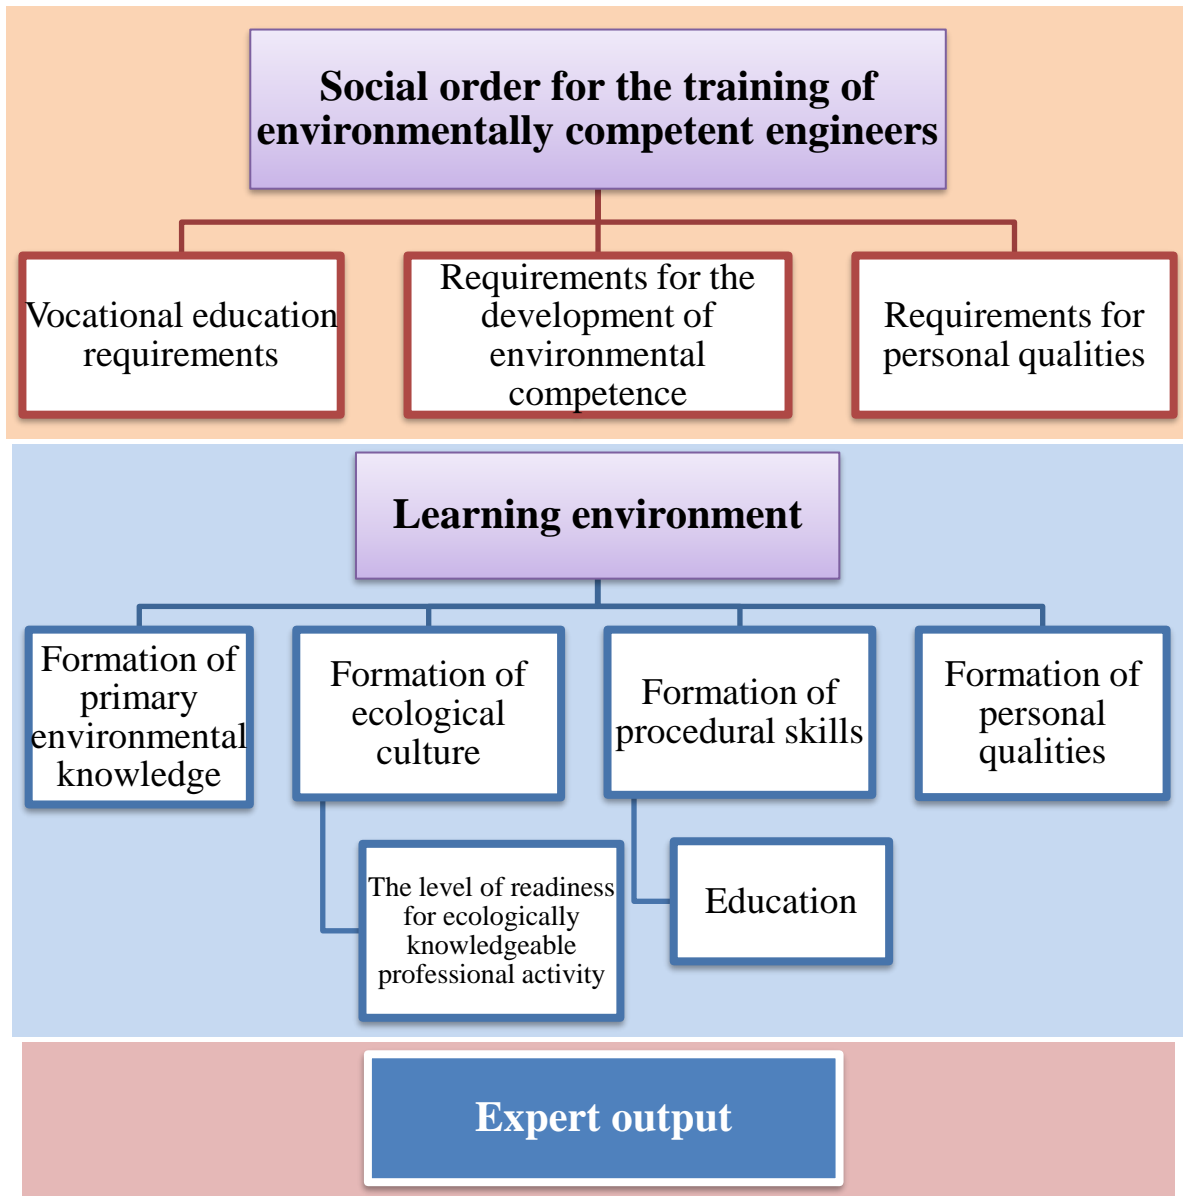 Social order for the training of
environmentally competent engineers
Vocational education
requirements
Requirements for the
development of
environmental
competence
Requirements for
personal qualities
Learning environment
Formation of
primary
environmental
knowledge
Formation of
ecological
culture
Formation of
procedural skills
Formation of
personal
qualities
The level of readiness
for ecologically
knowledgeable
professional activity
Education
Expert output